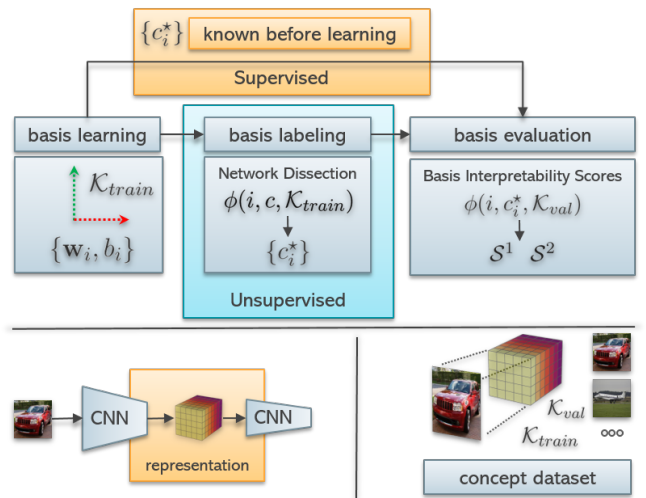 {c_i^⋆} known before learning
Supervised
basis learning
basis labeling
basis evaluation
K_train
{w_i, b_i}
Network Dissection
ϕ(i, c, K_train)
{c_i^⋆}
Unsupervised
Basis Interpretability Scores
ϕ(i, c_i^⋆, K_val)
S^1 S^2
CNN
CNN
representation
K_val
K_train
concept dataset